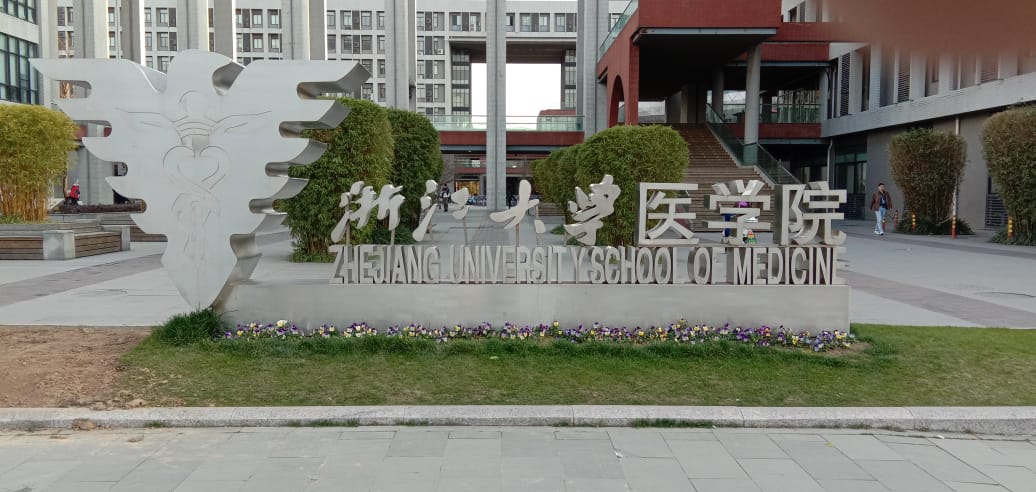 浙江大学医学院
ZHEJIANG UNIVERSITY SCHOOL OF MEDICINE